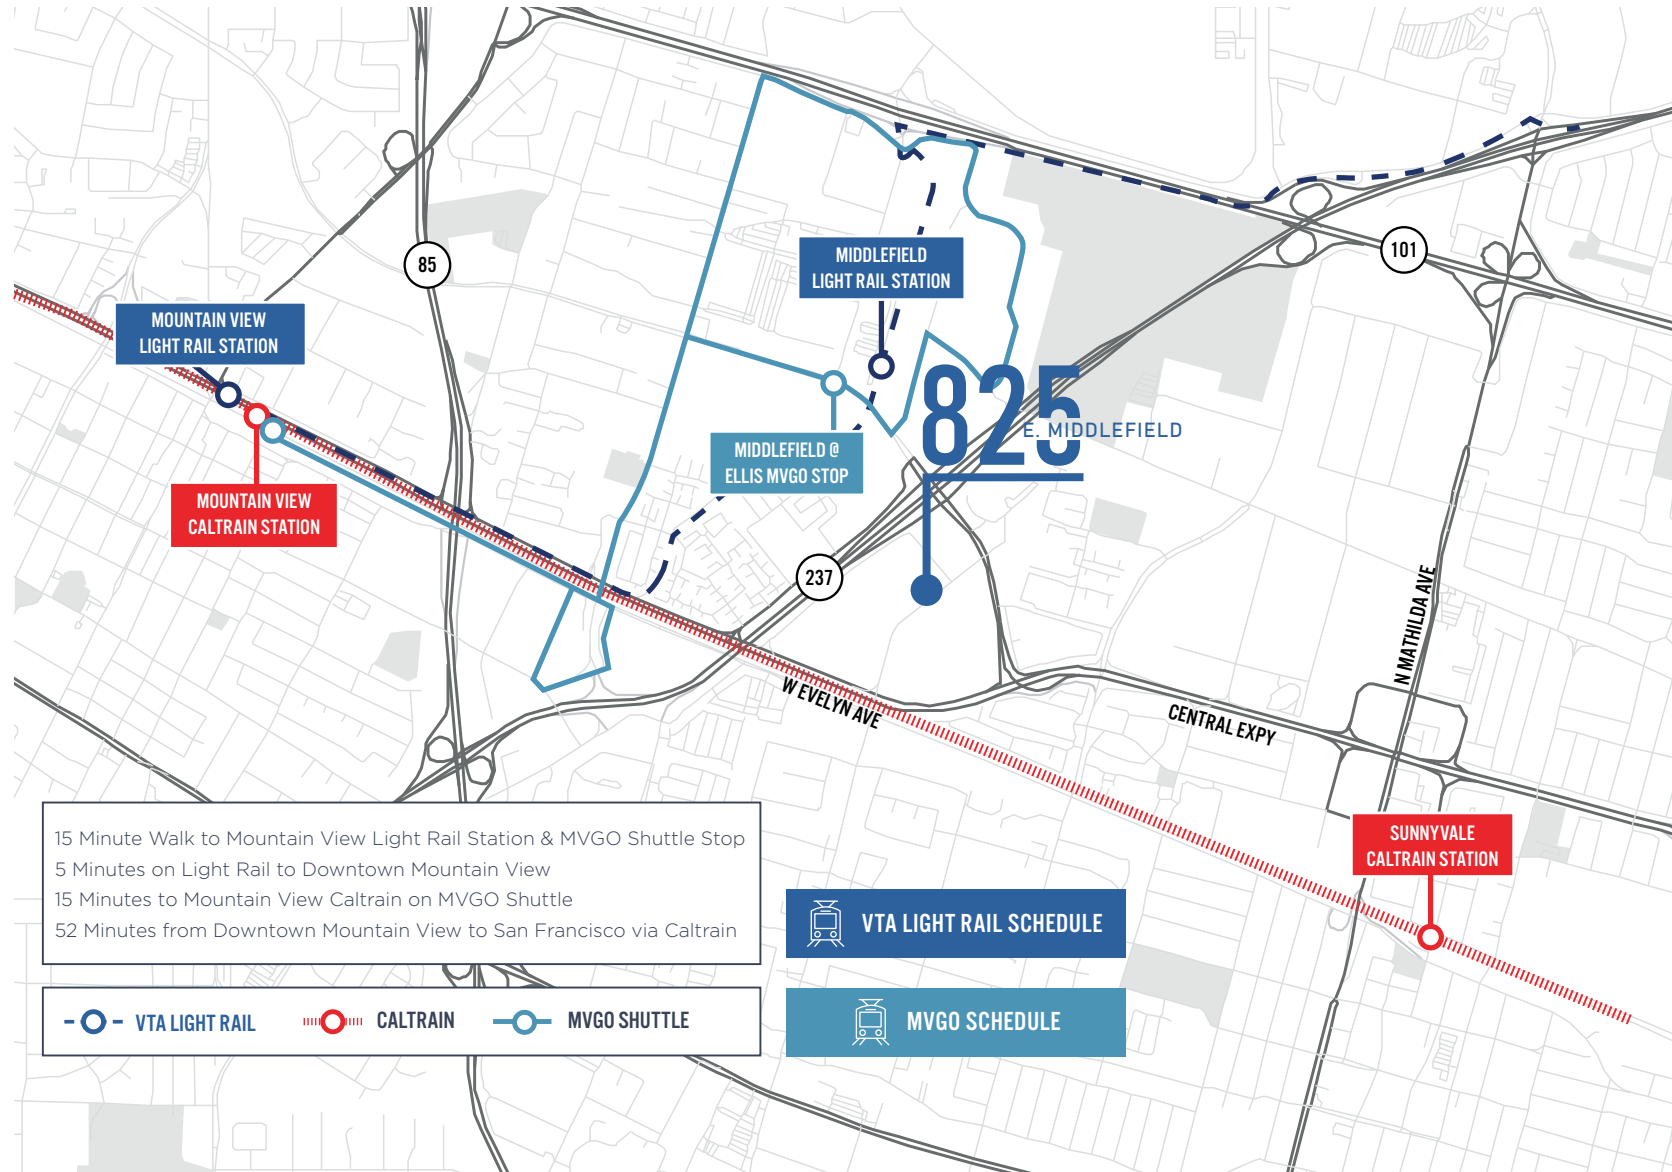 85
101
MIDDLEFIELD
LIGHT RAIL STATION
MOUNTAIN VIEW
LIGHT RAIL STATION
825
E. MIDDLEFIELD
MIDDLEFIELD @
ELLIS MVGO STOP
MOUNTAIN VIEW
CALTRAIN STATION
237
N MATHILDA AVE
W EVELYN AVE
CENTRAL EXPY
SUNNYVALE
CALTRAIN STATION
15 Minute Walk to Mountain View Light Rail Station & MVGO Shuttle Stop
5 Minutes on Light Rail to Downtown Mountain View
15 Minutes to Mountain View Caltrain on MVGO Shuttle
52 Minutes from Downtown Mountain View to San Francisco via Caltrain
VTA LIGHT RAIL SCHEDULE
VTA LIGHT RAIL
CALTRAIN
MVGO SHUTTLE
MVGO SCHEDULE